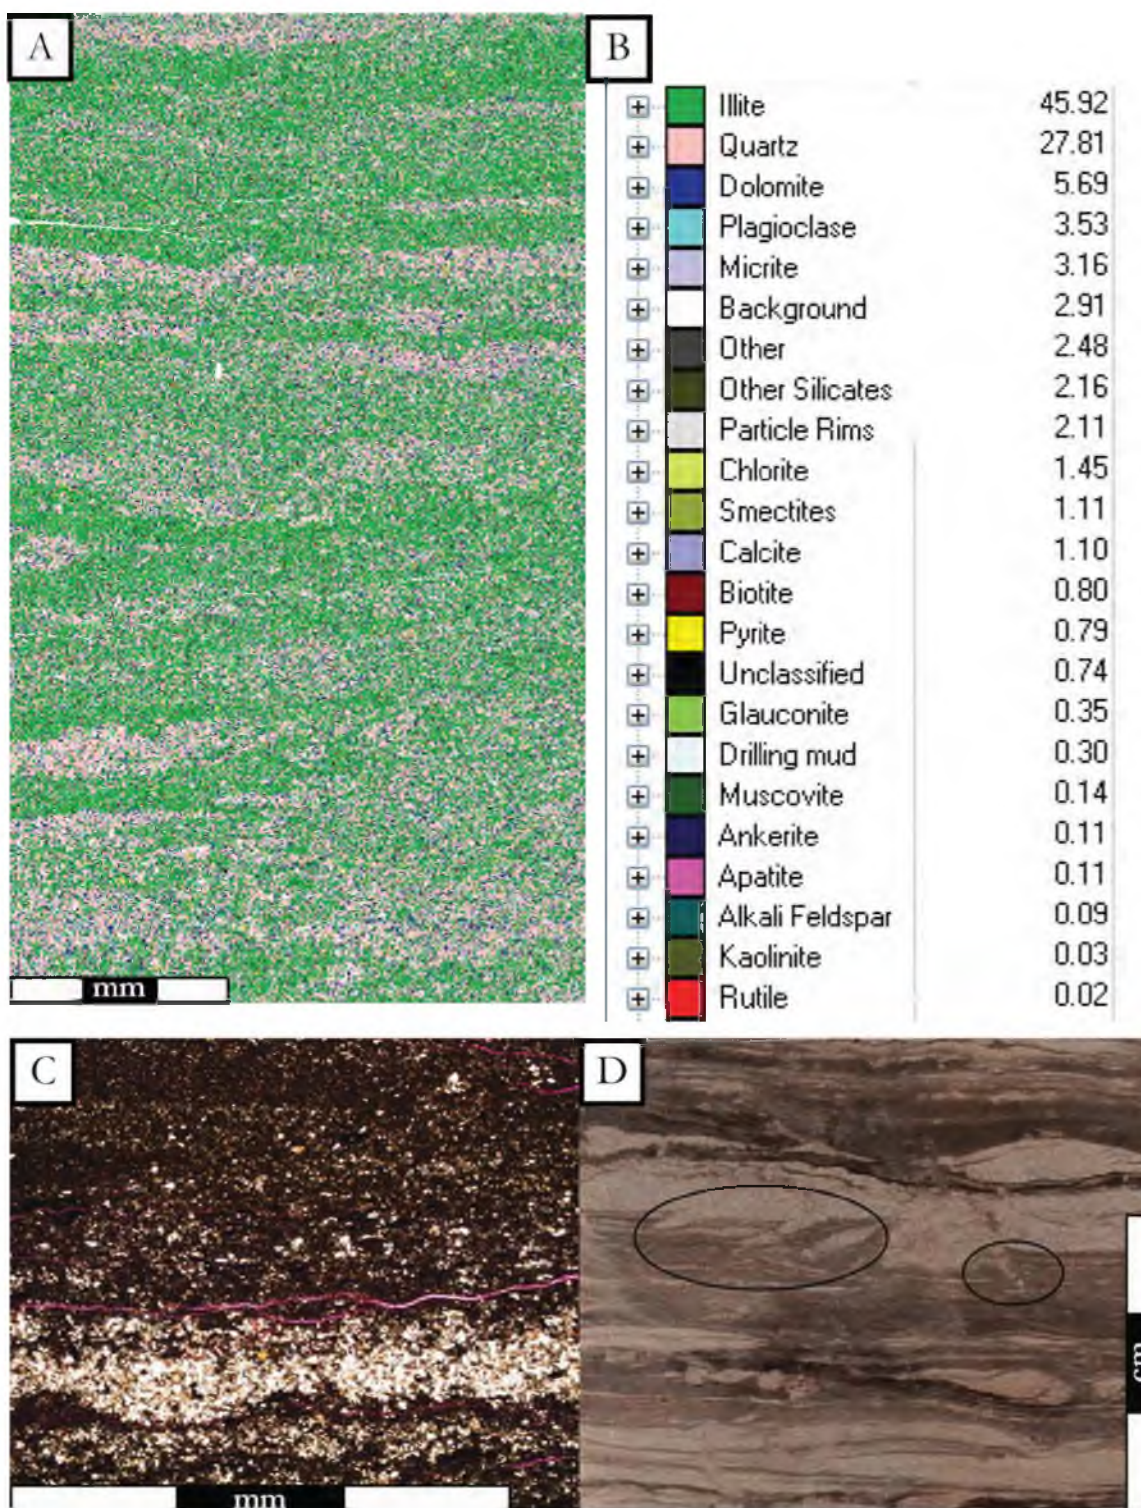 A
B
Illite 45.92
Quartz 27.81
Dolomite 5.69
Plagioclase 3.53
Micrite 3.16
Background 2.91
Other 2.48
Other Silicates 2.16
Particle Rims 2.11
Chlorite 1.45
Smectites 1.11
Calcite 1.10
Biotite 0.80
Pyrite 0.79
Unclassified 0.74
Glauconite 0.35
Drilling mud 0.30
Muscovite 0.14
Ankerite 0.11
Apatite 0.11
Alkali Feldspar 0.09
Kaolinite 0.03
Rutile 0.02
mm
C
D
cm
mm